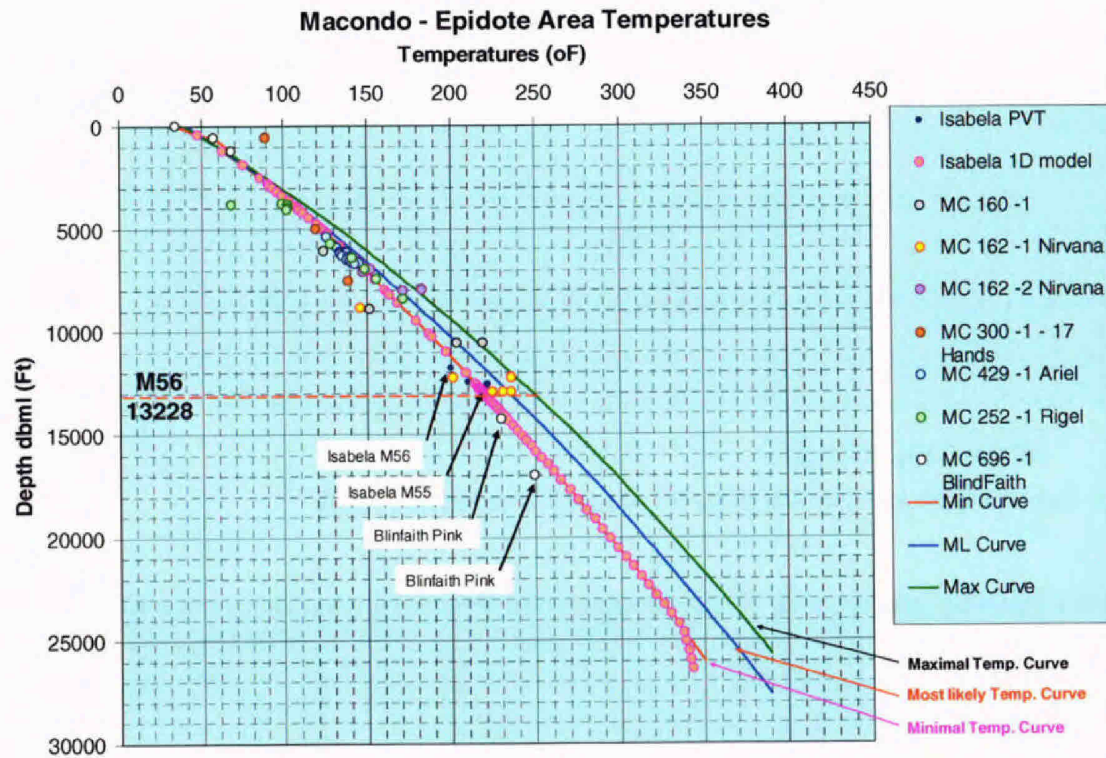 Macondo - Epidote Area Temperatures
Temperatures (oF)
0 50 100 150 200 250 300 350 400 450
0
5000
10000
15000
20000
25000
30000
Depth dbml (Ft)
M56
13228
Isabela M56
Isabela M55
Blinfaith Pink
Blinfaith Pink
Isabela PVT
Isabela 1D model
MC 160 -1
MC 162 -1 Nirvana
MC 162 -2 Nirvana
MC 300 -1 - 17
Hands
MC 429 -1 Ariel
MC 252 -1 Rigel
MC 696 -1
BlindFaith
Min Curve
ML Curve
Max Curve
Maximal Temp. Curve
Most likely Temp. Curve
Minimal Temp. Curve